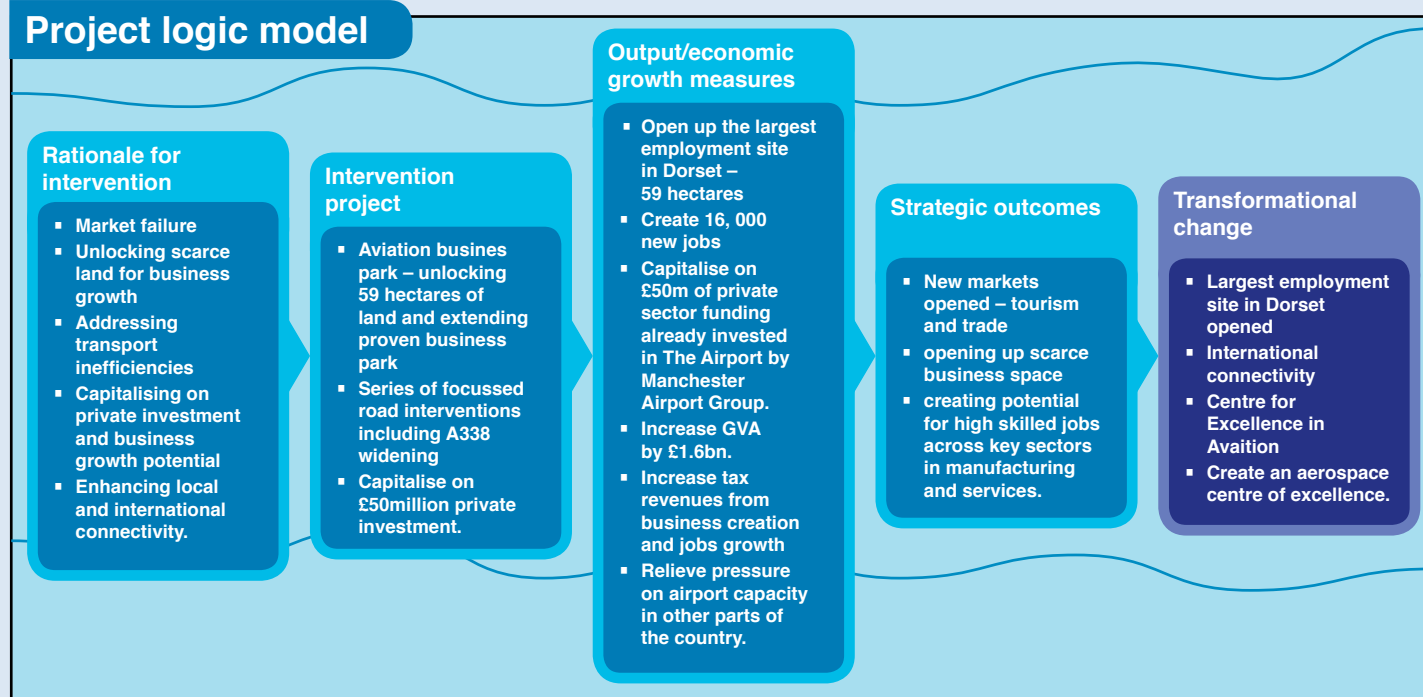 Project logic model
Rationale for
intervention
▪ Market failure
▪ Unlocking scarce
land for business
growth
▪ Addressing
transport
inefficiencies
▪ Capitalising on
private investment
and business
growth potential
▪ Enhancing local
and international
connectivity.
Intervention
project
▪ Aviation busines
park – unlocking
59 hectares of
land and extending
proven business
park
▪ Series of focussed
road interventions
including A338
widening
▪ Capitalise on
£50million private
investment.
Output/economic
growth measures
▪ Open up the largest
employment site
in Dorset –
59 hectares
▪ Create 16, 000
new jobs
▪ Capitalise on
£50m of private
sector funding
already invested
in The Airport by
Manchester
Airport Group.
▪ Increase GVA
by £1.6bn.
▪ Increase tax
revenues from
business creation
and jobs growth
▪ Relieve pressure
on airport capacity
in other parts of
the country.
Strategic outcomes
▪ New markets
opened – tourism
and trade
▪ opening up scarce
business space
▪ creating potential
for high skilled jobs
across key sectors
in manufacturing
and services.
Transformational
change
▪ Largest employment
site in Dorset
opened
▪ International
connectivity
▪ Centre for
Excellence in
Avaition
▪ Create an aerospace
centre of excellence.